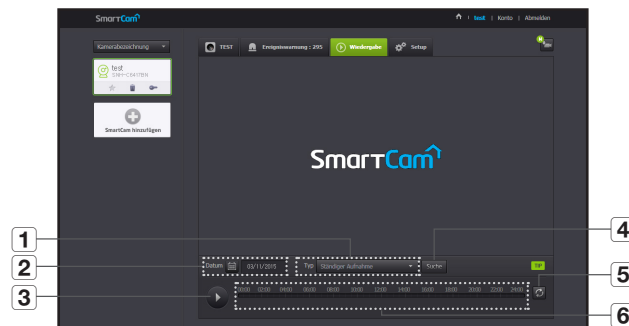 SmartCam
test | Konto | Abmelden
Kamerabezeichnung
TEST
Ereigniswarnung : 295
Wiedergabe
Setup
N
test
SNH-C6417BN
SmartCam hinzufügen
SmartCam
1
2
3
4
5
6
Datum 03/11/2015 Typ Ständiger Aufnahme Suche TIP
00:00 02:00 04:00 06:00 08:00 10:00 12:00 14:00 16:00 18:00 20:00 22:00 24:00